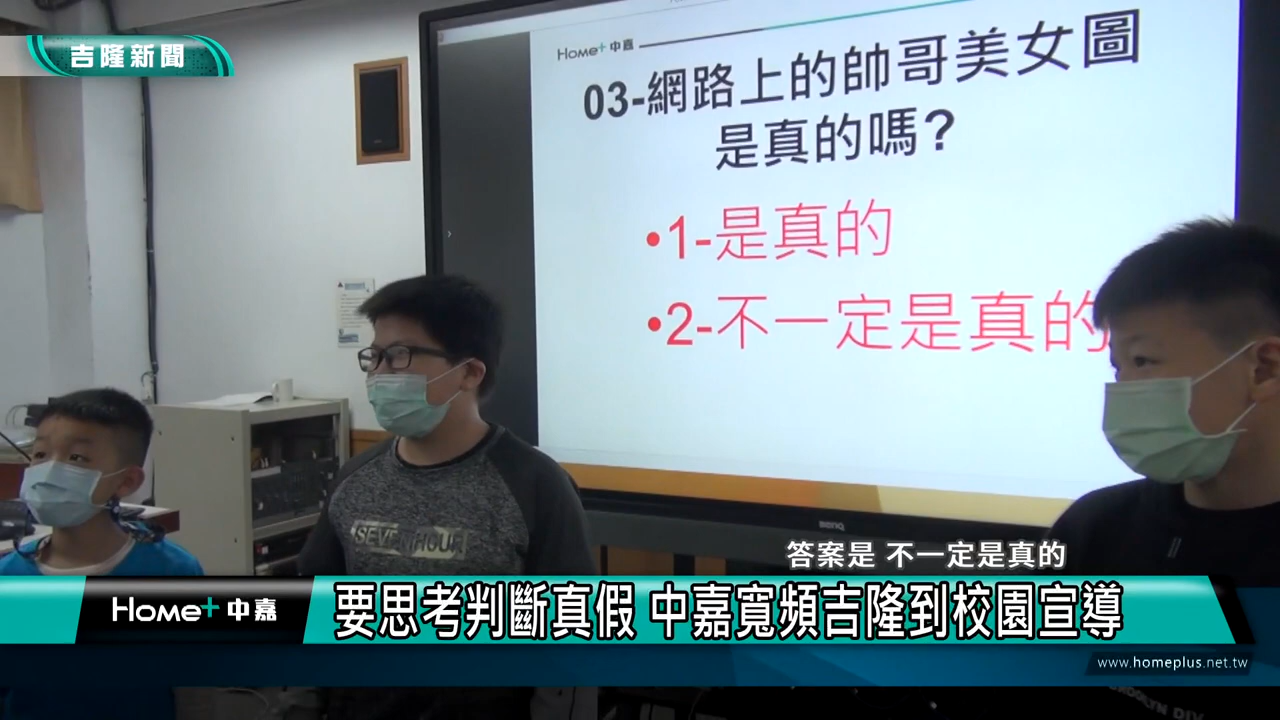 吉隆新聞
Home+ 中嘉
03-網路上的帥哥美女圖
是真的嗎?
•1-是真的
•2-不一定是真的
SEVENHOUR
BenQ
答案是 不一定是真的
Home+ 中嘉
要思考判斷真假 中嘉寬頻吉隆到校園宣導
www.homeplus.net.tw
BROOKLYN DIV